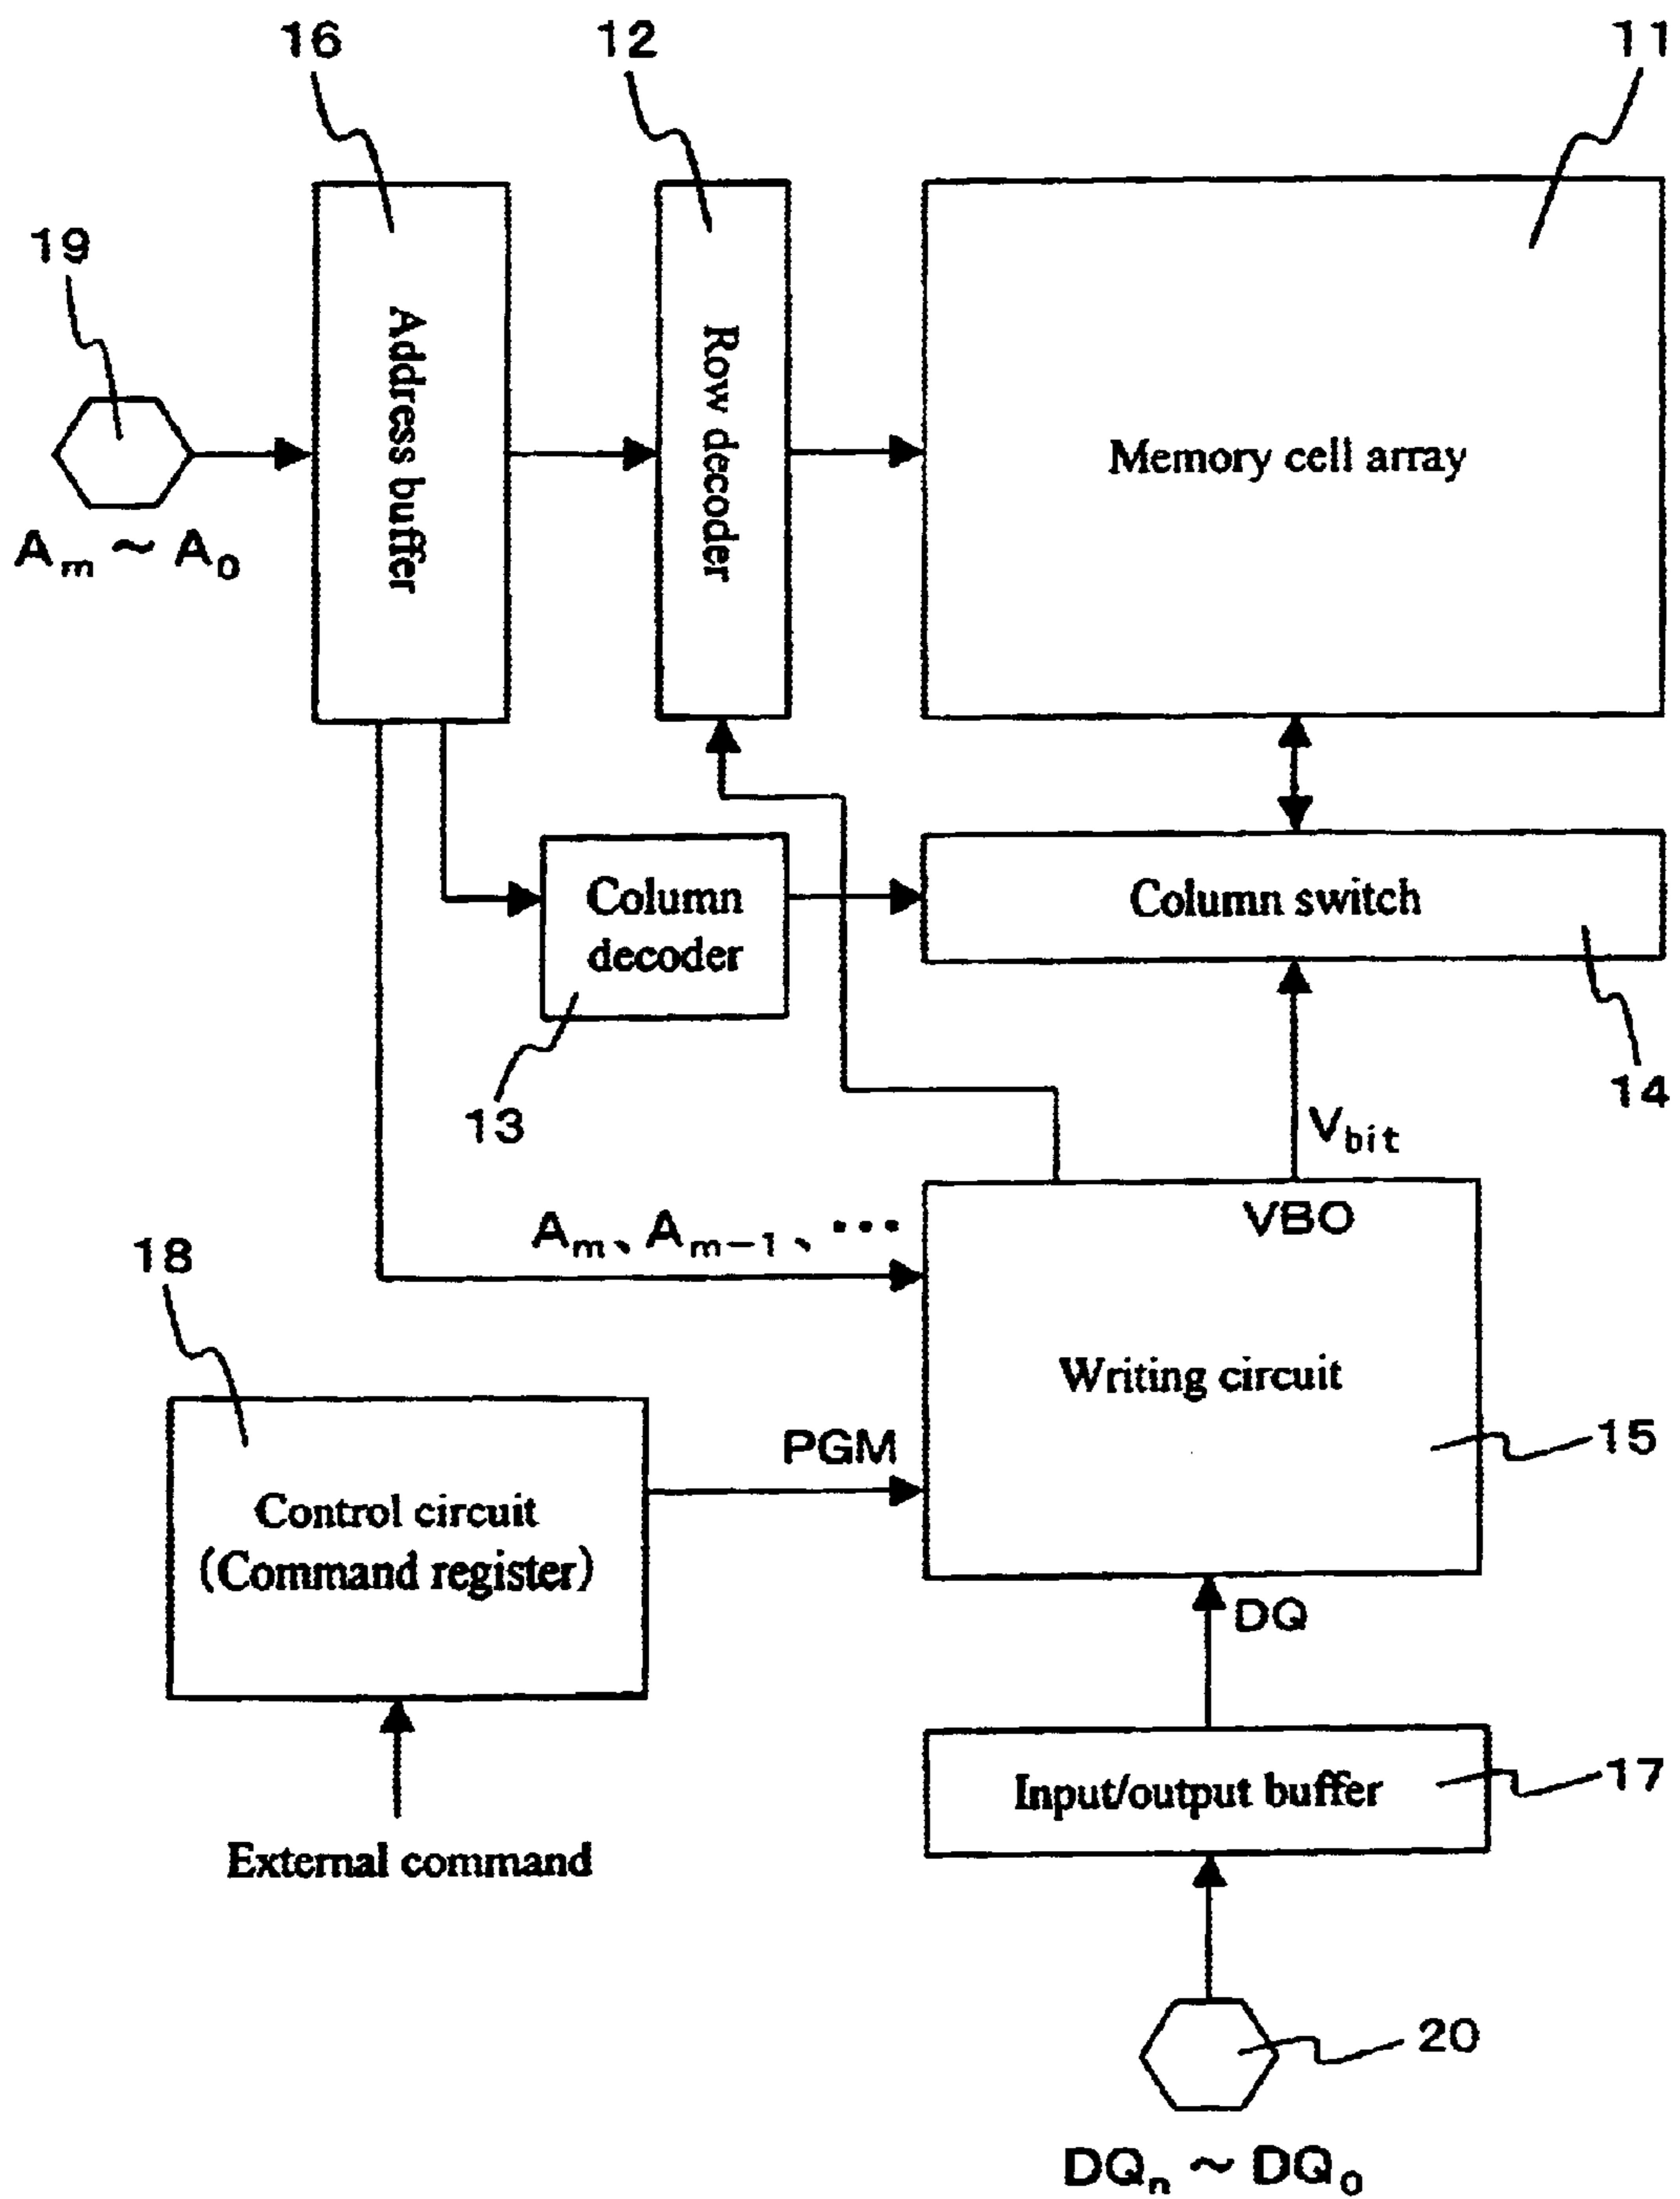 16
12
11
19
Address buffer
Row decoder
Memory cell array
Am ~ A0
Column
decoder
Column switch
13
14
Vbit
VBO
Am、Am-1、···
18
Writing circuit
PGM
15
Control circuit
(Command register)
DQ
Input/output buffer
17
External command
20
DQn ~ DQ0